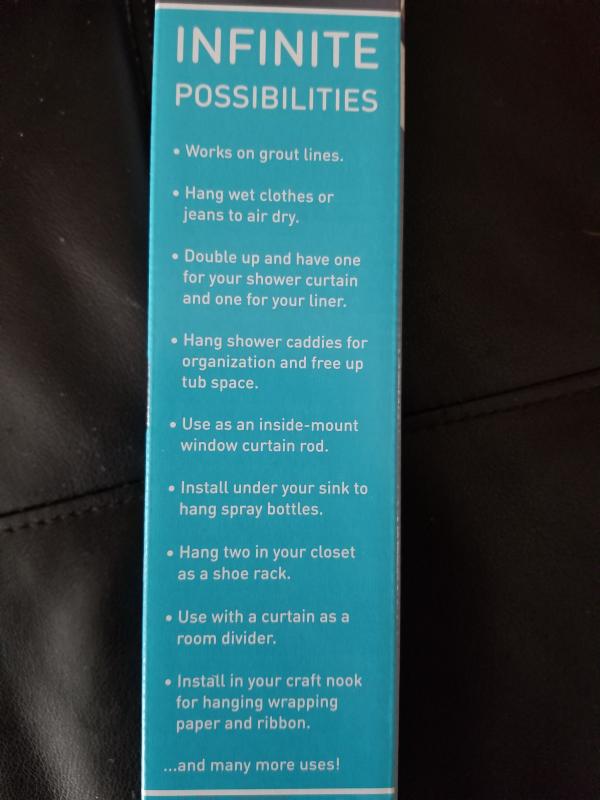 INFINITE
POSSIBILITIES
• Works on grout lines.
• Hang wet clothes or
jeans to air dry.
• Double up and have one
for your shower curtain
and one for your liner.
• Hang shower caddies for
organization and free up
tub space.
• Use as an inside-mount
window curtain rod.
• Install under your sink to
hang spray bottles.
• Hang two in your closet
as a shoe rack.
• Use with a curtain as a
room divider.
• Install in your craft nook
for hanging wrapping
paper and ribbon.
...and many more uses!